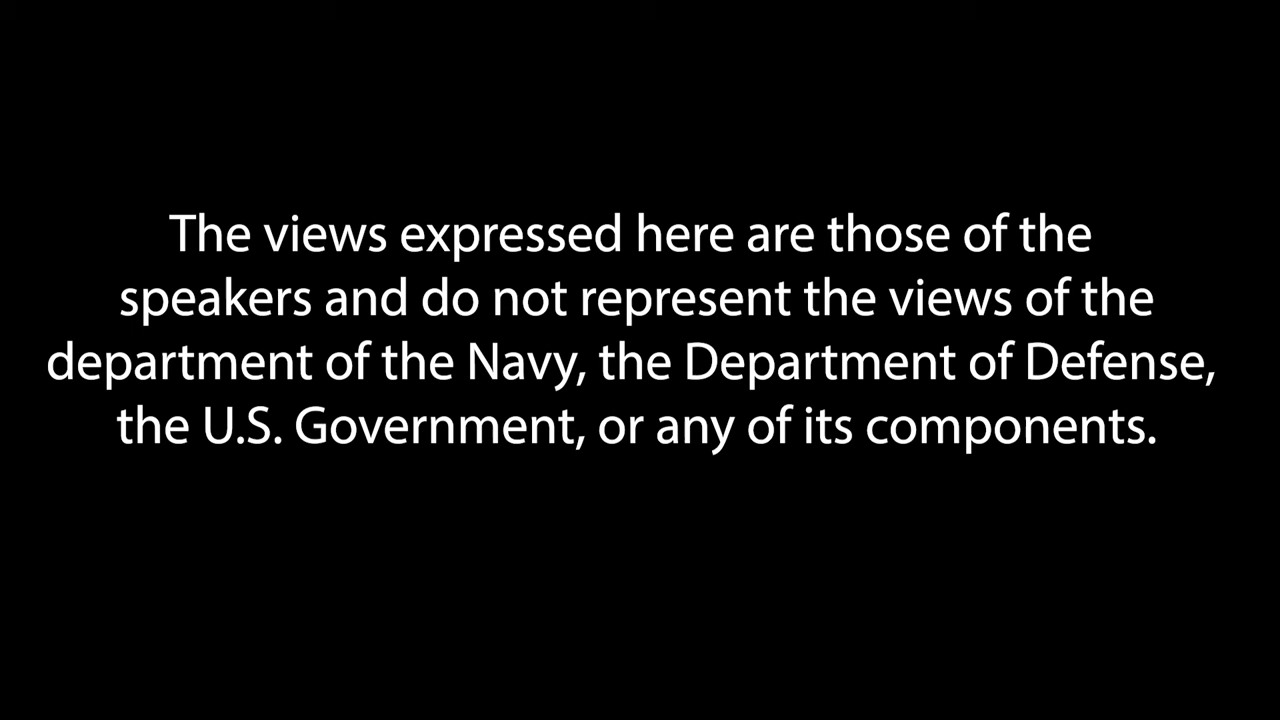 The views expressed here are those of the
speakers and do not represent the views of the
department of the Navy, the Department of Defense,
the U.S. Government, or any of its components.